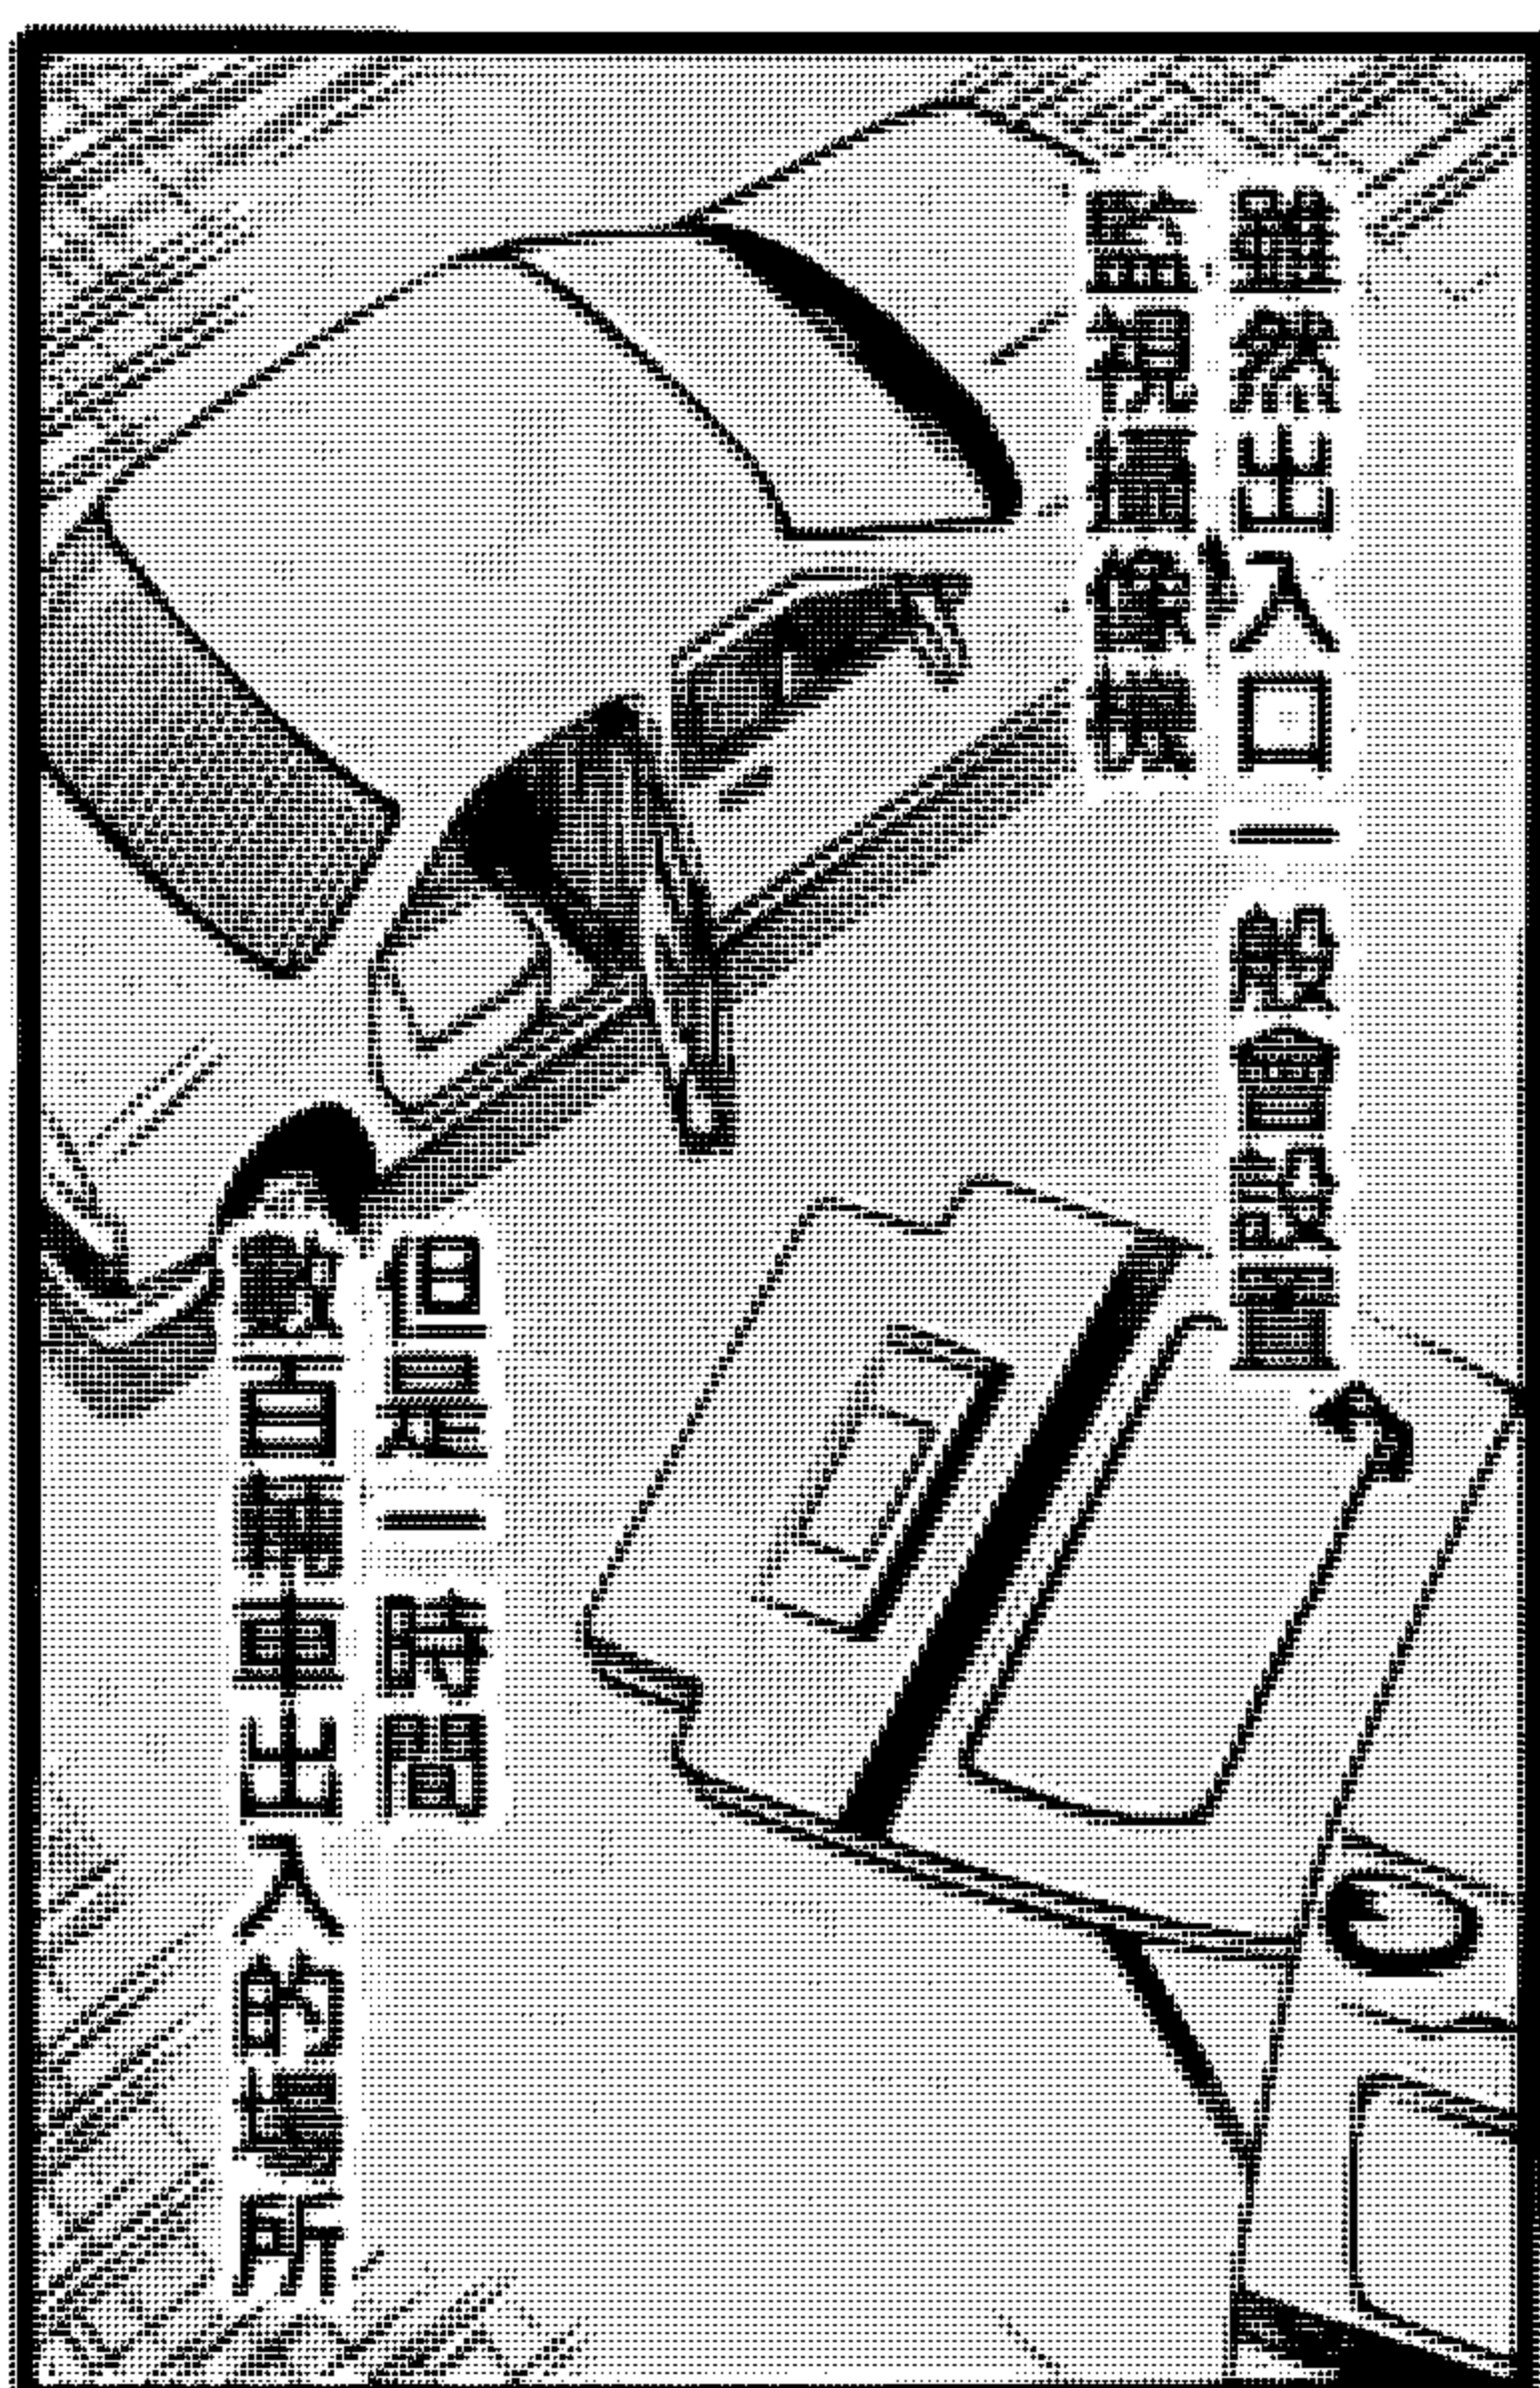 雖然出入口一般會設置
監視攝像機
但是一時間
數百輛車出入的場所